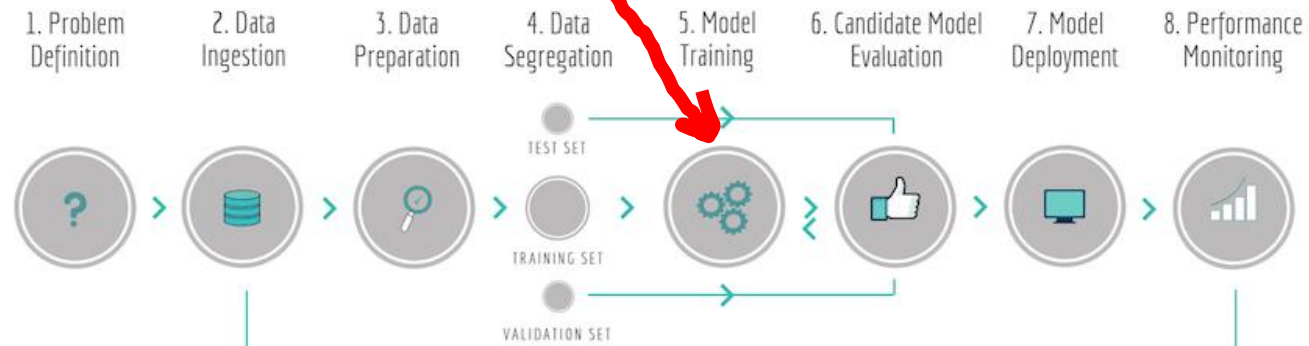 1. Problem
Definition
2. Data
Ingestion
3. Data
Preparation
4. Data
Segregation
5. Model
Training
6. Candidate Model
Evaluation
7. Model
Deployment
8. Performance
Monitoring
TEST SET
TRAINING SET
VALIDATION SET